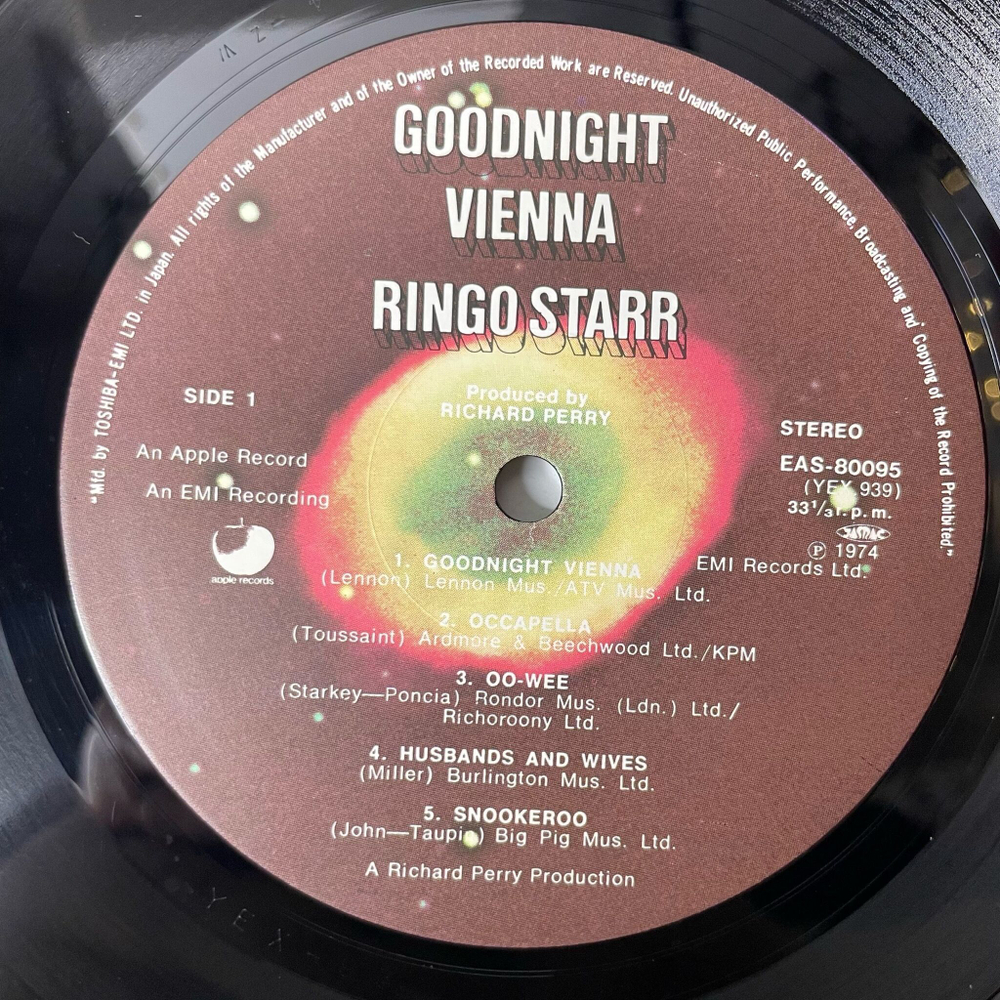 "Mfd. by TOSHIBA-EMI LTD. in Japan. All rights of the Manufacturer and of the Owner of the Recorded Work are Reserved. Unauthorized Public Performance, Broadcasting and Copying of the Record Prohibited."
GOODNIGHT
VIENNA
RINGO STARR
Produced by
RICHARD PERRY
SIDE 1
An Apple Record
An EMI Recording
apple records
STEREO
EAS-80095
(YEX 939)
33 1/3 r.p.m.
JASRAC
Ⓟ 1974
EMI Records Ltd.
1. GOODNIGHT VIENNA
(Lennon) Lennon Mus./ATV Mus. Ltd.
2. OCCAPELLA
(Toussaint) Ardmore & Beechwood Ltd./KPM
3. OO-WEE
(Starkey—Poncia) Rondor Mus. (Ldn.) Ltd./
Richoroony Ltd.
4. HUSBANDS AND WIVES
(Miller) Burlington Mus. Ltd.
5. SNOOKEROO
(John—Taupin) Big Pig Mus. Ltd.
A Richard Perry Production
YEX